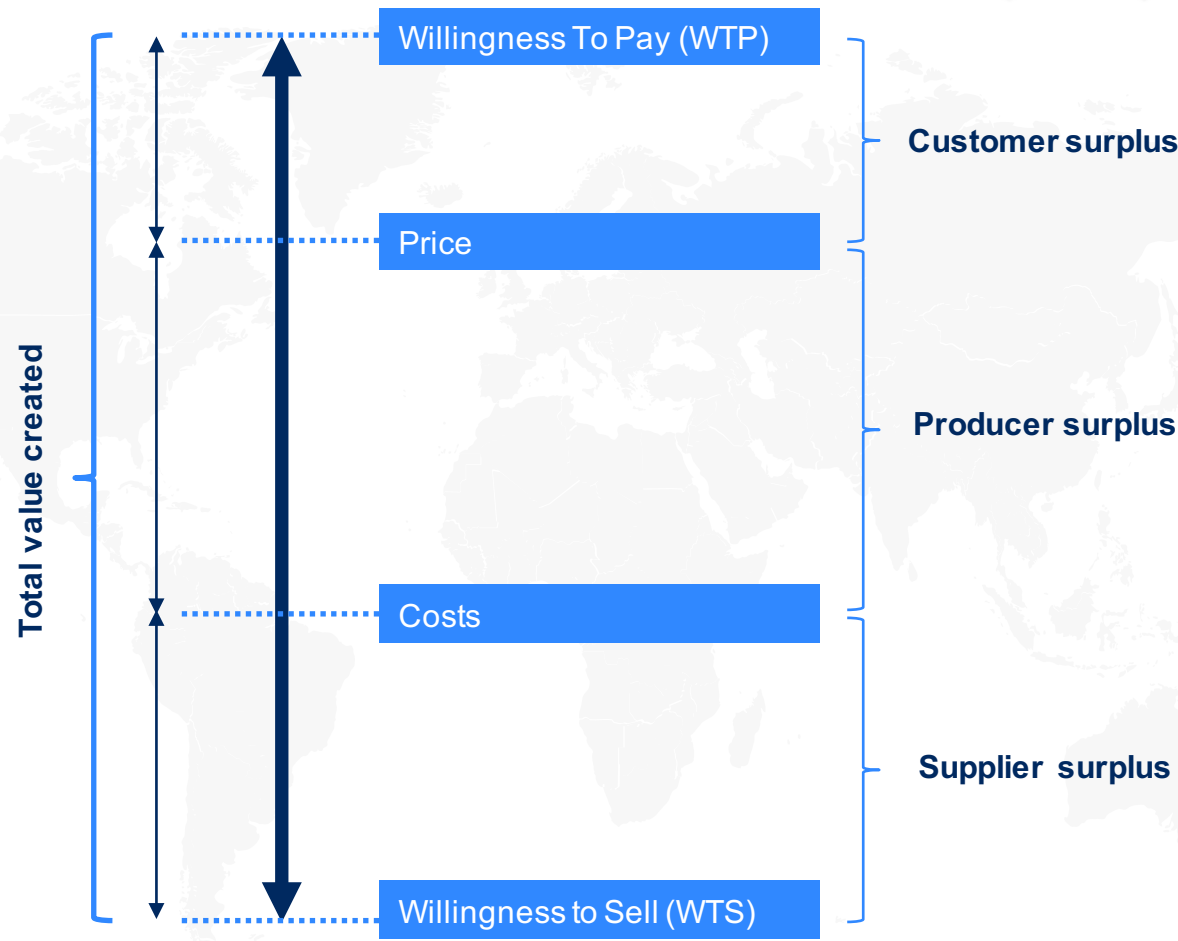 Willingness To Pay (WTP)
Customer surplus
Price
Producer surplus
Total value created
Costs
Supplier surplus
Willingness to Sell (WTS)